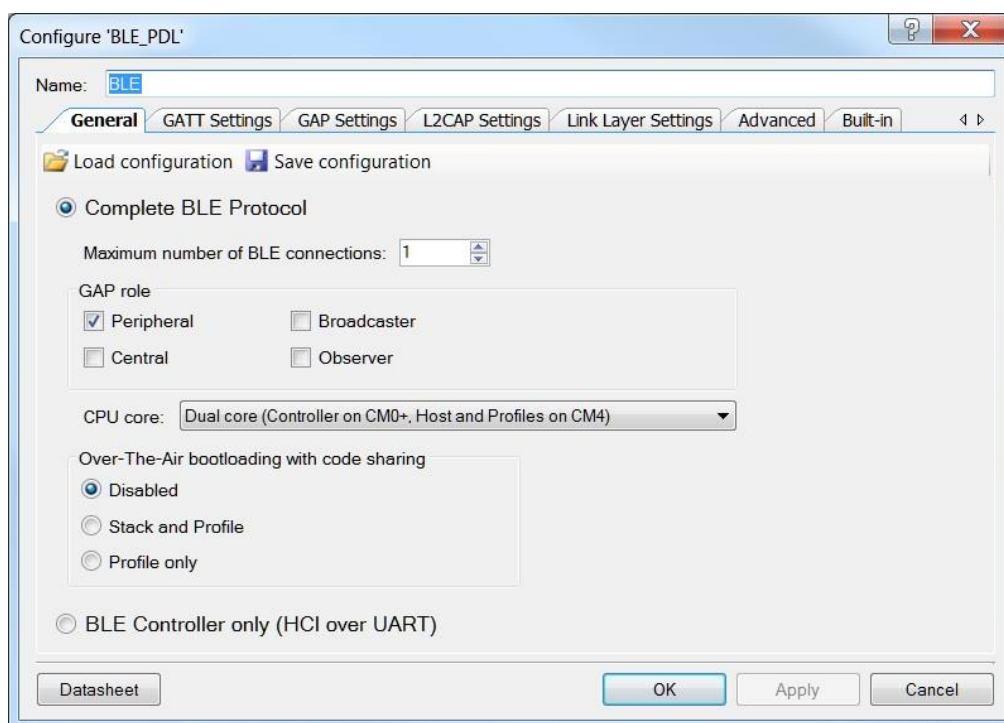 Configure 'BLE_PDL'
Name: BLE
General GATT Settings GAP Settings L2CAP Settings Link Layer Settings Advanced Built-in
Load configuration Save configuration
Complete BLE Protocol
Maximum number of BLE connections: 1
GAP role
Peripheral Broadcaster
Central Observer
CPU core: Dual core (Controller on CM0+, Host and Profiles on CM4)
Over-The-Air bootloading with code sharing
Disabled
Stack and Profile
Profile only
BLE Controller only (HCI over UART)
Datasheet OK Apply Cancel